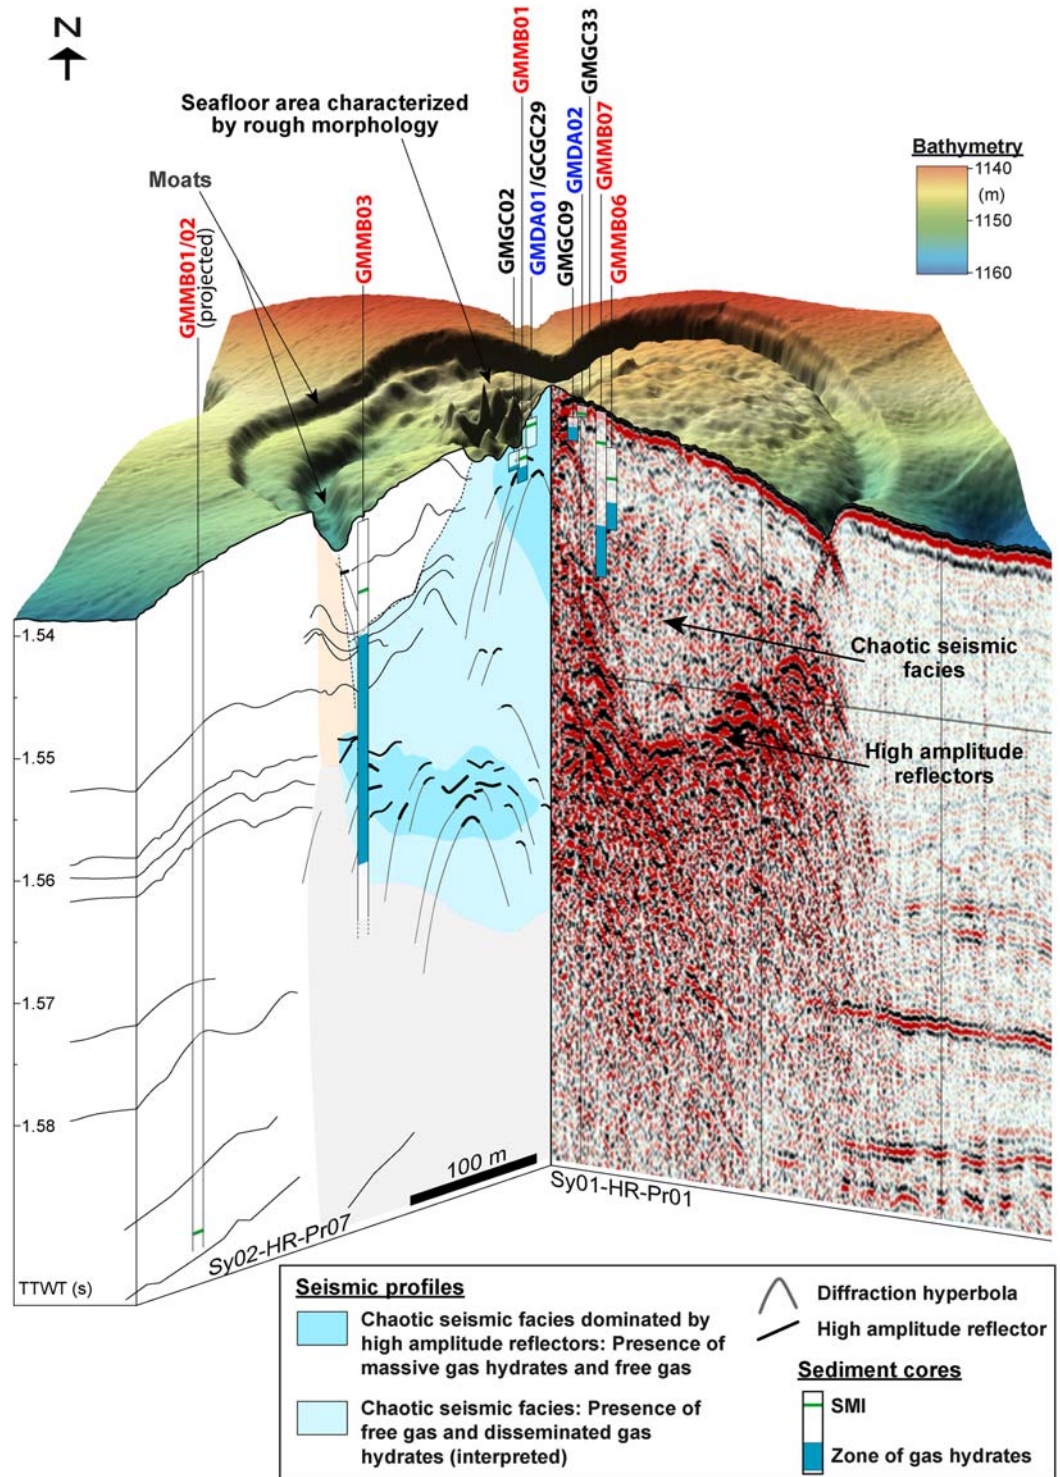 N
GMMB01
GMGC33
Seafloor area characterized
by rough morphology
GMDA01/GCGC29
GMDA02
GMMB07
Bathymetry
1140
(m)
1150
1160
Moats
GMMB01/02
(projected)
GMMB03
GMGC02
GMGC09
GMMB06
1.54
Chaotic seismic
facies
1.55
High amplitude
reflectors
1.56
1.57
1.58
100 m
Sy01-HR-Pr01
Sy02-HR-Pr07
TTWT (s)
Seismic profiles
Chaotic seismic facies dominated by
high amplitude reflectors: Presence of
massive gas hydrates and free gas
Chaotic seismic facies: Presence of
free gas and disseminated gas
hydrates (interpreted)
Diffraction hyperbola
High amplitude reflector
Sediment cores
SMI
Zone of gas hydrates